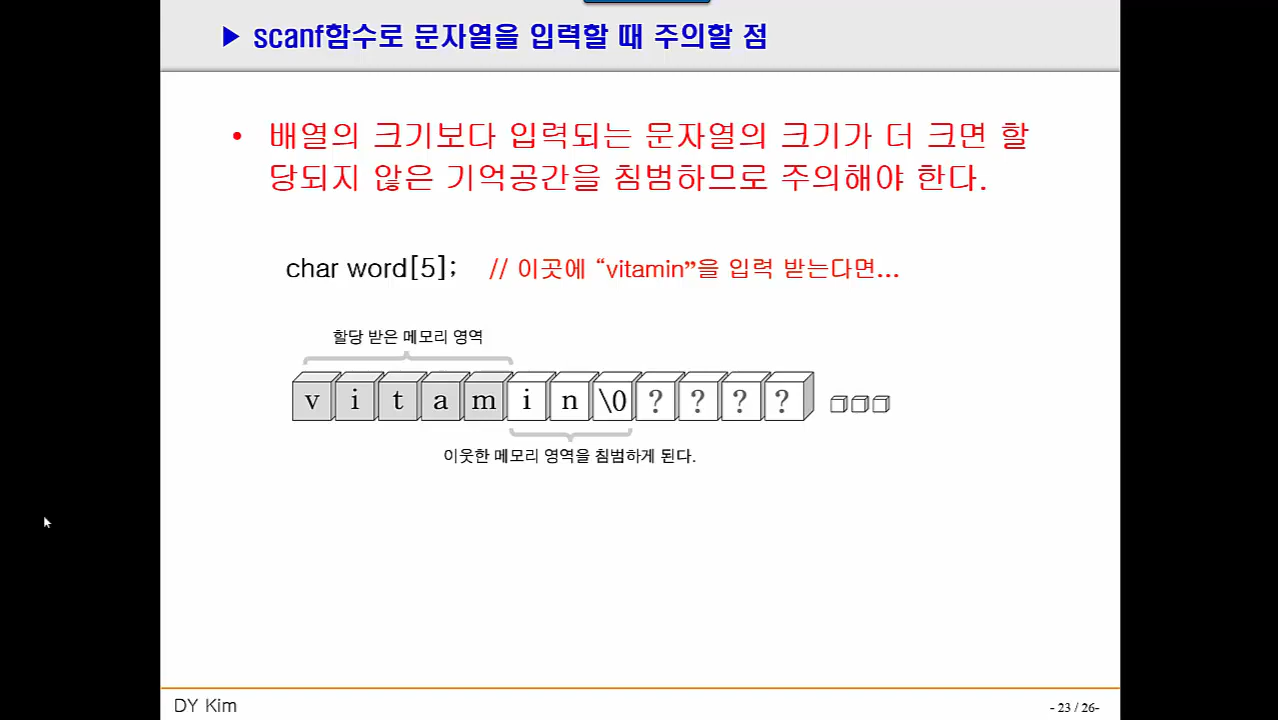 ▶ scanf함수로 문자열을 입력할 때 주의할 점
• 배열의 크기보다 입력되는 문자열의 크기가 더 크면 할
당되지 않은 기억공간을 침범하므로 주의해야 한다.
char word[5]; // 이곳에 “vitamin”을 입력 받는다면...
할당 받은 메모리 영역
v i t a m i n \0 ? ? ? ?
이웃한 메모리 영역을 침범하게 된다.
DY Kim
- 23 / 26-